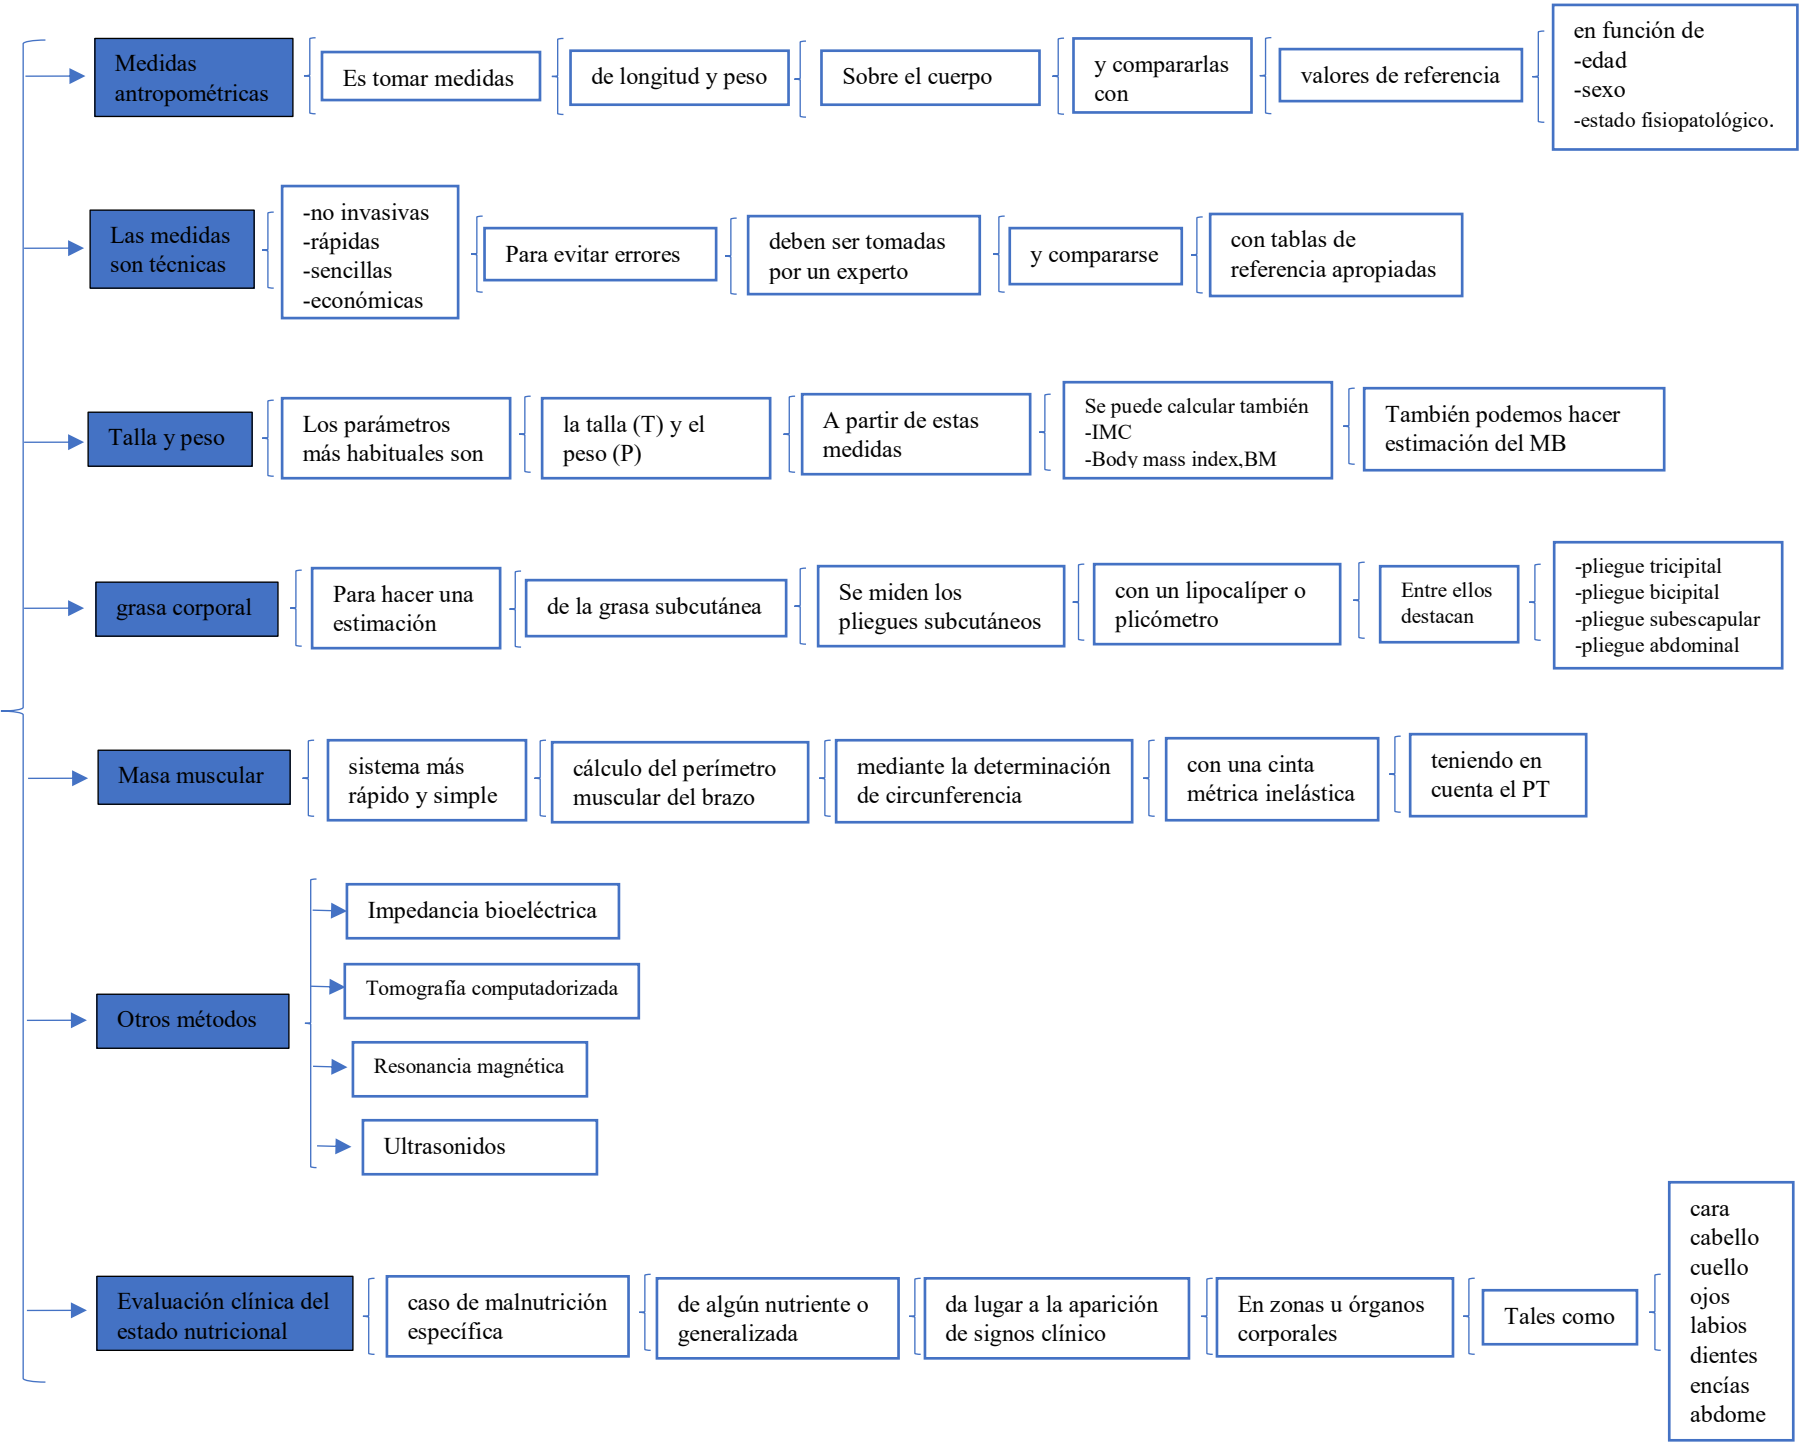 Medidas
antropométricas
Es tomar medidas
de longitud y peso
Sobre el cuerpo
y compararlas
con
valores de referencia
en función de
-edad
-sexo
-estado fisiopatológico.
Las medidas
son técnicas
-no invasivas
-rápidas
-sencillas
-económicas
Para evitar errores
deben ser tomadas
por un experto
y compararse
con tablas de
referencia apropiadas
Talla y peso
Los parámetros
más habituales son
la talla (T) y el
peso (P)
A partir de estas
medidas
Se puede calcular también
-IMC
-Body mass index,BM
También podemos hacer
estimación del MB
grasa corporal
Para hacer una
estimación
de la grasa subcutánea
Se miden los
pliegues subcutáneos
con un lipocalíper o
plicómetro
Entre ellos
destacan
-pliegue tricipital
-pliegue bicipital
-pliegue subescapular
-pliegue abdominal
Masa muscular
sistema más
rápido y simple
cálculo del perímetro
muscular del brazo
mediante la determinación
de circunferencia
con una cinta
métrica inelástica
teniendo en
cuenta el PT
Otros métodos
Impedancia bioeléctrica
Tomografía computadorizada
Resonancia magnética
Ultrasonidos
Evaluación clínica del
estado nutricional
caso de malnutrición
específica
de algún nutriente o
generalizada
da lugar a la aparición
de signos clínico
En zonas u órganos
corporales
Tales como
cara
cabello
cuello
ojos
labios
dientes
encías
abdome